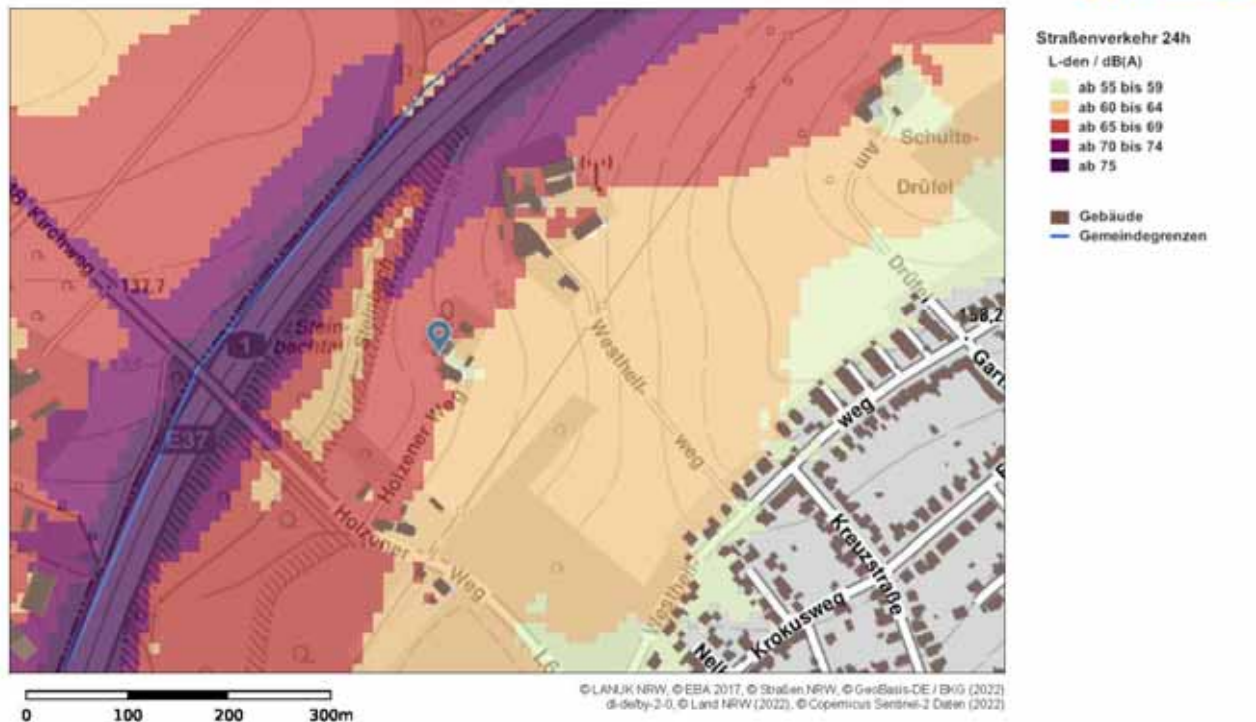 Straßenverkehr 24h
L-den / dB(A)
ab 55 bis 59
ab 60 bis 64
ab 65 bis 69
ab 70 bis 74
ab 75
Gebäude
Gemeindegrenzen
Kirchweg
137,7
Stein-
1
E37
Holzener Weg
Holzener
Weg
Westhell-
weg
Schulte-
Drüfel
Am
Drüfel
158,2
weg
Kreuzstraße
Krokusweg
Westhell-
0 100 200 300m
© LANUK NRW, © EBA 2017, © Straßen.NRW, © GeoBasis-DE / BKG (2022)
dl-de/by-2-0, © Land NRW (2022), © Copernicus Sentinel-2 Daten (2022)